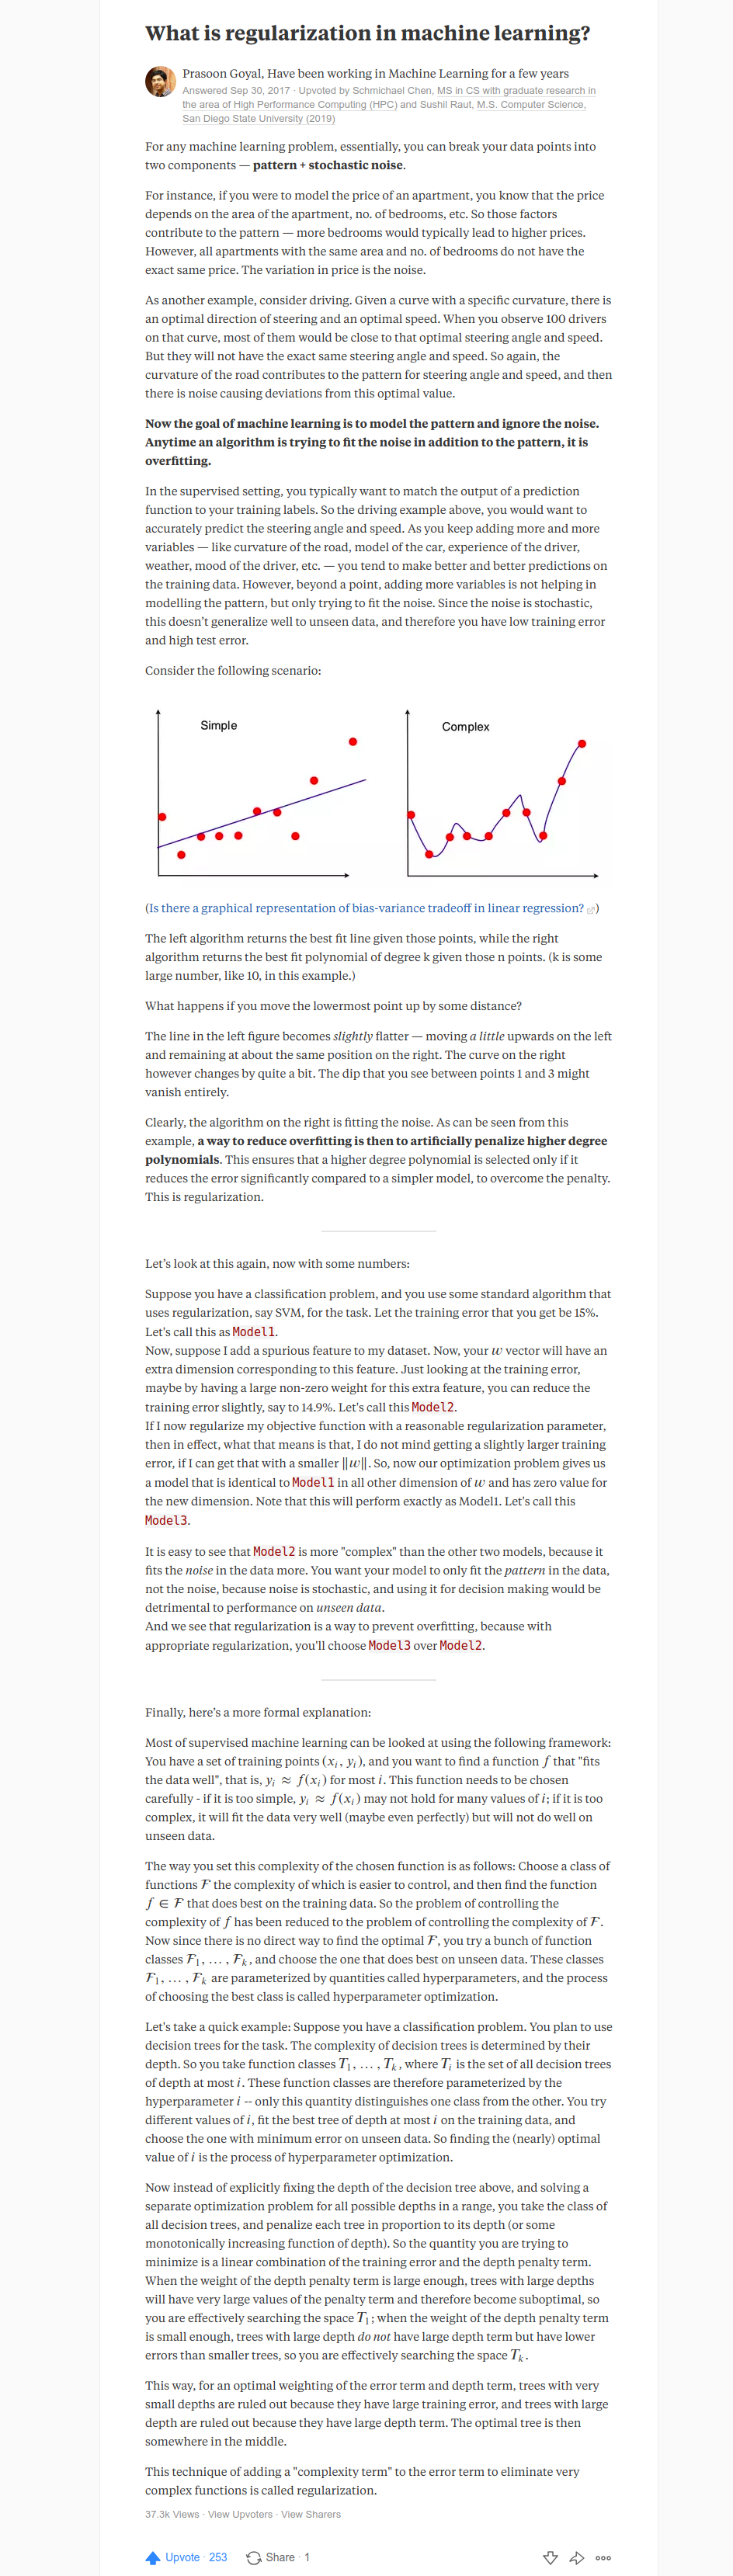 What is regularization in machine learning?
Prasoon Goyal, Have been working in Machine Learning for a few years
Answered Sep 30, 2017 · Upvoted by Schmichael Chen, MS in CS with graduate research in
the area of High Performance Computing (HPC) and Sushil Raut, M.S. Computer Science,
San Diego State University (2019)
For any machine learning problem, essentially, you can break your data points into
two components — pattern + stochastic noise.
For instance, if you were to model the price of an apartment, you know that the price
depends on the area of the apartment, no. of bedrooms, etc. So those factors
contribute to the pattern — more bedrooms would typically lead to higher prices.
However, all apartments with the same area and no. of bedrooms do not have the
exact same price. The variation in price is the noise.
As another example, consider driving. Given a curve with a specific curvature, there is
an optimal direction of steering and an optimal speed. When you observe 100 drivers
on that curve, most of them would be close to that optimal steering angle and speed.
But they will not have the exact same steering angle and speed. So again, the
curvature of the road contributes to the pattern for steering angle and speed, and then
there is noise causing deviations from this optimal value.
Now the goal of machine learning is to model the pattern and ignore the noise.
Anytime an algorithm is trying to fit the noise in addition to the pattern, it is
overfitting.
In the supervised setting, you typically want to match the output of a prediction
function to your training labels. So the driving example above, you would want to
accurately predict the steering angle and speed. As you keep adding more and more
variables — like curvature of the road, model of the car, experience of the driver,
weather, mood of the driver, etc. — you tend to make better and better predictions on
the training data. However, beyond a point, adding more variables is not helping in
modelling the pattern, but only trying to fit the noise. Since the noise is stochastic,
this doesn't generalize well to unseen data, and therefore you have low training error
and high test error.
Consider the following scenario:
Simple
Complex
(Is there a graphical representation of bias-variance tradeoff in linear regression?)
The left algorithm returns the best fit line given those points, while the right
algorithm returns the best fit polynomial of degree k given those n points. (k is some
large number, like 10, in this example.)
What happens if you move the lowermost point up by some distance?
The line in the left figure becomes slightly flatter — moving a little upwards on the left
and remaining at about the same position on the right. The curve on the right
however changes by quite a bit. The dip that you see between points 1 and 3 might
vanish entirely.
Clearly, the algorithm on the right is fitting the noise. As can be seen from this
example, a way to reduce overfitting is then to artificially penalize higher degree
polynomials. This ensures that a higher degree polynomial is selected only if it
reduces the error significantly compared to a simpler model, to overcome the penalty.
This is regularization.
Let's look at this again, now with some numbers:
Suppose you have a classification problem, and you use some standard algorithm that
uses regularization, say SVM, for the task. Let the training error that you get be 15%.
Let's call this as Model1.
Now, suppose I add a spurious feature to my dataset. Now, your w vector will have an
extra dimension corresponding to this feature. Just looking at the training error,
maybe by having a large non-zero weight for this extra feature, you can reduce the
training error slightly, say to 14.9%. Let's call this Model2.
If I now regularize my objective function with a reasonable regularization parameter,
then in effect, what that means is that, I do not mind getting a slightly larger training
error, if I can get that with a smaller ||w||. So, now our optimization problem gives us
a model that is identical to Model1 in all other dimension of w and has zero value for
the new dimension. Note that this will perform exactly as Model1. Let's call this
Model3.
It is easy to see that Model2 is more "complex" than the other two models, because it
fits the noise in the data more. You want your model to only fit the pattern in the data,
not the noise, because noise is stochastic, and using it for decision making would be
detrimental to performance on unseen data.
And we see that regularization is a way to prevent overfitting, because with
appropriate regularization, you'll choose Model3 over Model2.
Finally, here's a more formal explanation:
Most of supervised machine learning can be looked at using the following framework:
You have a set of training points (xᵢ, yᵢ), and you want to find a function f that "fits
the data well", that is, yᵢ ≈ f(xᵢ) for most i. This function needs to be chosen
carefully - if it is too simple, yᵢ ≈ f(xᵢ) may not hold for many values of i; if it is too
complex, it will fit the data very well (maybe even perfectly) but will not do well on
unseen data.
The way you set this complexity of the chosen function is as follows: Choose a class of
functions ℱ the complexity of which is easier to control, and then find the function
f ∈ ℱ that does best on the training data. So the problem of controlling the
complexity of f has been reduced to the problem of controlling the complexity of ℱ.
Now since there is no direct way to find the optimal ℱ, you try a bunch of function
classes ℱ₁, … , ℱₖ, and choose the one that does best on unseen data. These classes
ℱ₁, … , ℱₖ are parameterized by quantities called hyperparameters, and the process
of choosing the best class is called hyperparameter optimization.
Let's take a quick example: Suppose you have a classification problem. You plan to use
decision trees for the task. The complexity of decision trees is determined by their
depth. So you take function classes T₁, … , Tₖ, where Tᵢ is the set of all decision trees
of depth at most i. These function classes are therefore parameterized by the
hyperparameter i -- only this quantity distinguishes one class from the other. You try
different values of i, fit the best tree of depth at most i on the training data, and
choose the one with minimum error on unseen data. So finding the (nearly) optimal
value of i is the process of hyperparameter optimization.
Now instead of explicitly fixing the depth of the decision tree above, and solving a
separate optimization problem for all possible depths in a range, you take the class of
all decision trees, and penalize each tree in proportion to its depth (or some
monotonically increasing function of depth). So the quantity you are trying to
minimize is a linear combination of the training error and the depth penalty term.
When the weight of the depth penalty term is large enough, trees with large depths
will have very large values of the penalty term and therefore become suboptimal, so
you are effectively searching the space T₁; when the weight of the depth penalty term
is small enough, trees with large depth do not have large depth term but have lower
errors than smaller trees, so you are effectively searching the space Tₖ.
This way, for an optimal weighting of the error term and depth term, trees with very
small depths are ruled out because they have large training error, and trees with large
depth are ruled out because they have large depth term. The optimal tree is then
somewhere in the middle.
This technique of adding a "complexity term" to the error term to eliminate very
complex functions is called regularization.
37.3k Views · View Upvoters · View Sharers
Upvote · 253 Share · 1